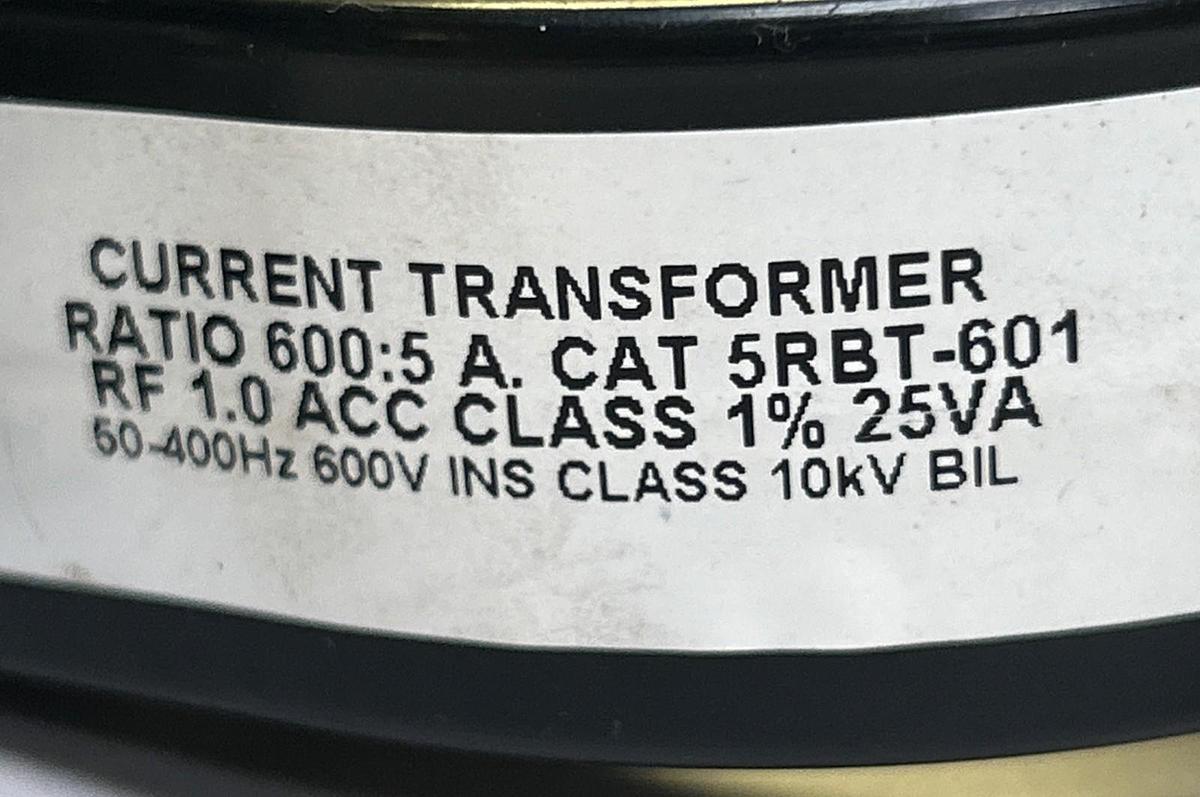 CURRENT TRANSFORMER
RATIO 600:5 A. CAT 5RBT-601
RF 1.0 ACC CLASS 1% 25VA
50-400Hz 600V INS CLASS 10kV BIL